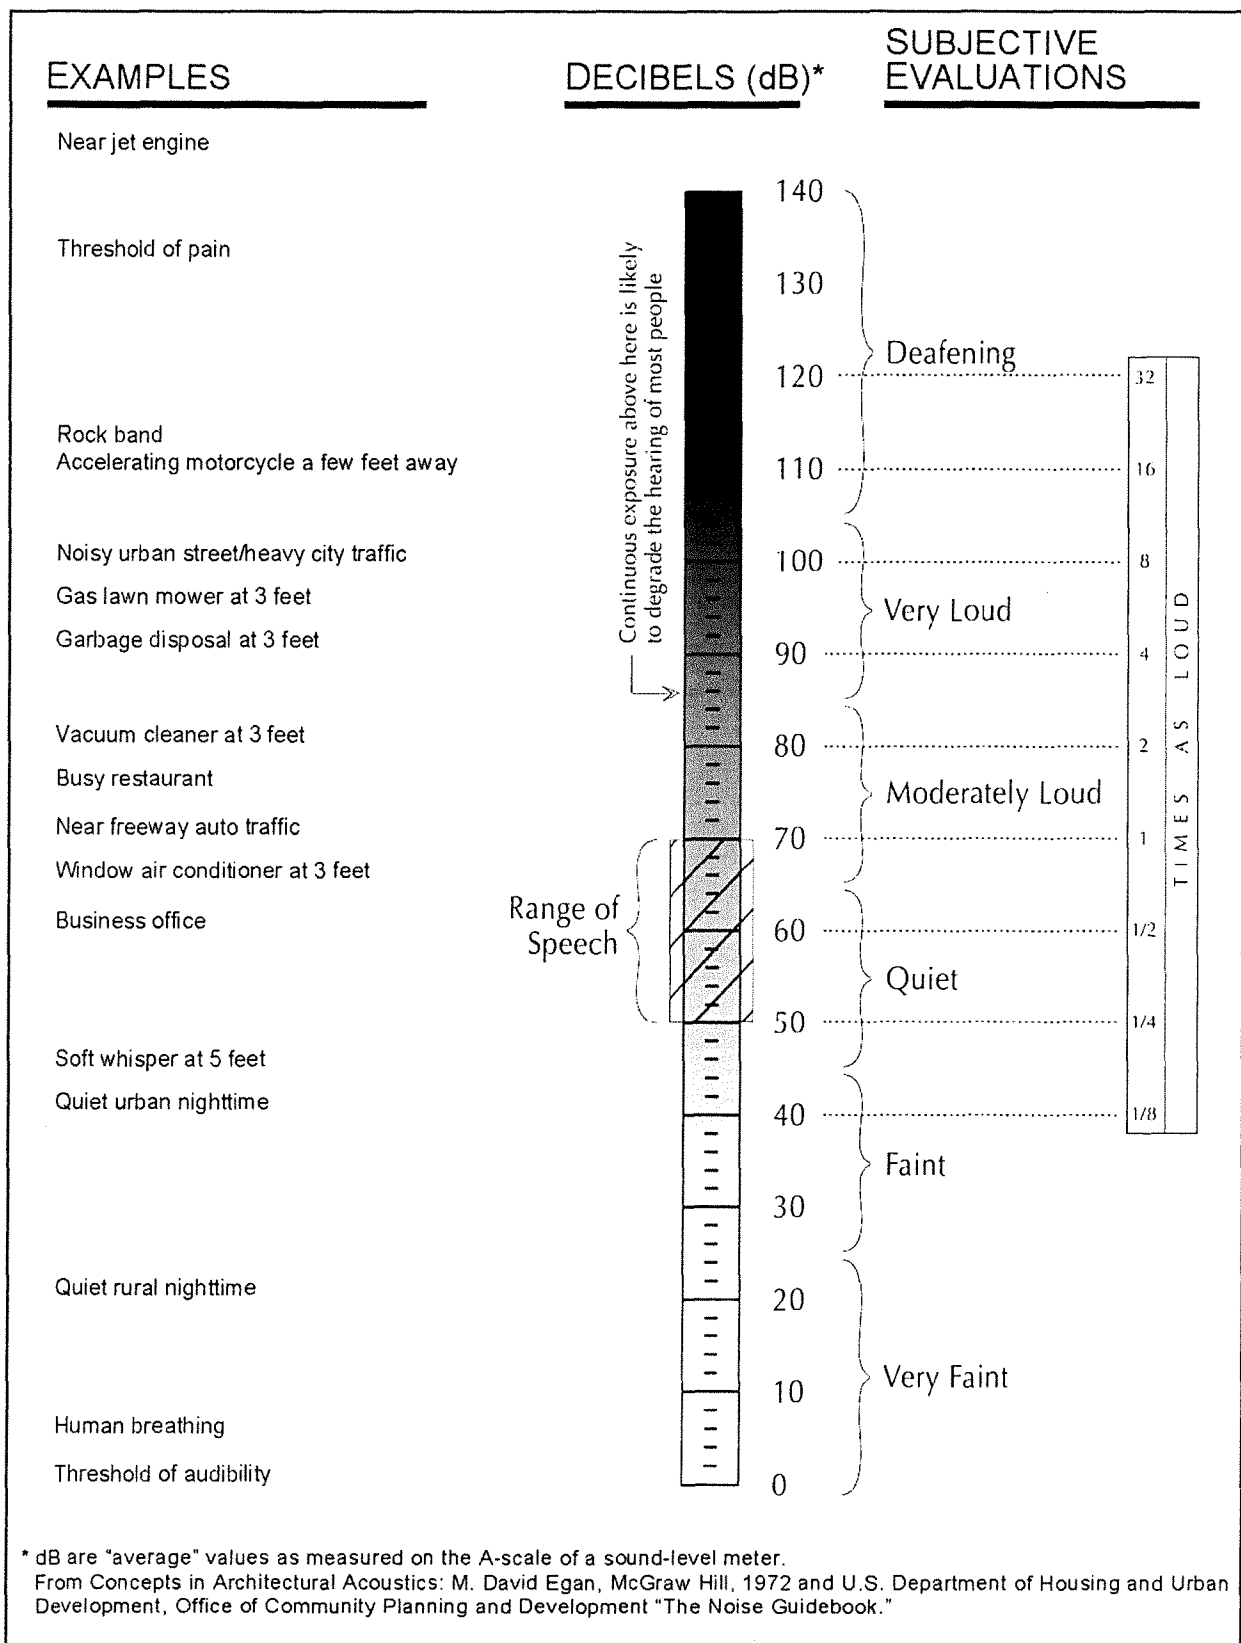 EXAMPLES
DECIBELS (dB)*
SUBJECTIVE
EVALUATIONS
Near jet engine
140
Threshold of pain
130
Continuous exposure above here is likely
to degrade the hearing of most people
Deafening
120
32
Rock band
Accelerating motorcycle a few feet away
110
16
Noisy urban street/heavy city traffic
100
8
Gas lawn mower at 3 feet
Very Loud
Garbage disposal at 3 feet
90
4
TIMES AS LOUD
Vacuum cleaner at 3 feet
80
2
Busy restaurant
Moderately Loud
Near freeway auto traffic
70
1
Window air conditioner at 3 feet
Range of
Speech
Business office
60
1/2
Quiet
50
1/4
Soft whisper at 5 feet
Quiet urban nighttime
40
1/8
Faint
30
Quiet rural nighttime
20
Very Faint
10
Human breathing
Threshold of audibility
0
* dB are "average" values as measured on the A-scale of a sound-level meter.
From Concepts in Architectural Acoustics: M. David Egan, McGraw Hill, 1972 and U.S. Department of Housing and Urban
Development, Office of Community Planning and Development "The Noise Guidebook."